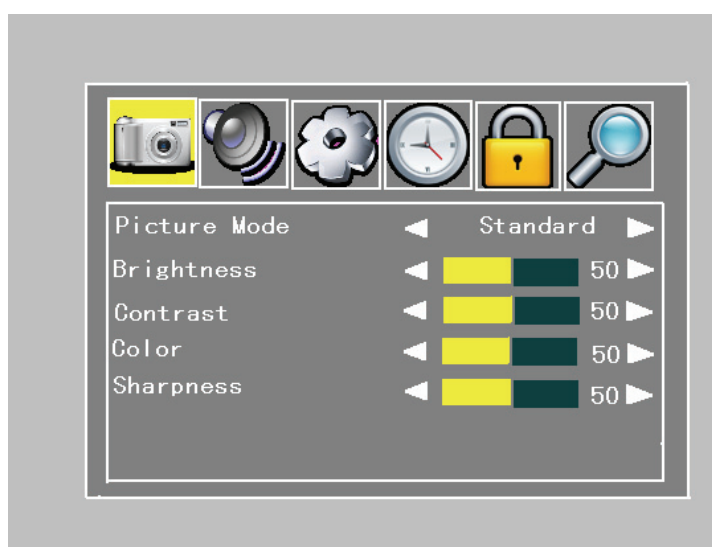 Picture Mode Standard
Brightness 50
Contrast 50
Color 50
Sharpness 50